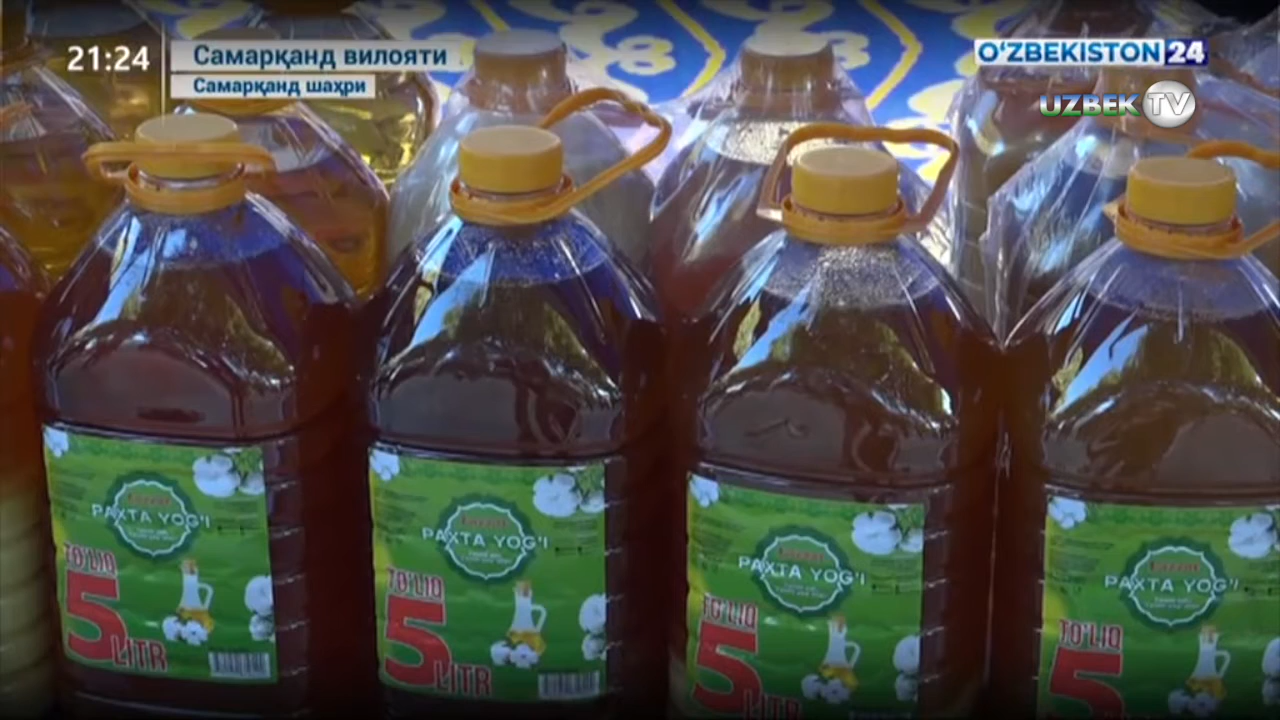 21:24
Самарқанд вилояти
Самарқанд шаҳри
O‘ZBEKISTON 24
UZBEK TV
PAXTA YOG'I
TO'LIQ
5
LITR
PAXTA YOG'I
TO'LIQ
5
LITR
PAXTA YOG'I
TO'LIQ
5
LITR
PAXTA YOG'I
TO'LIQ
5